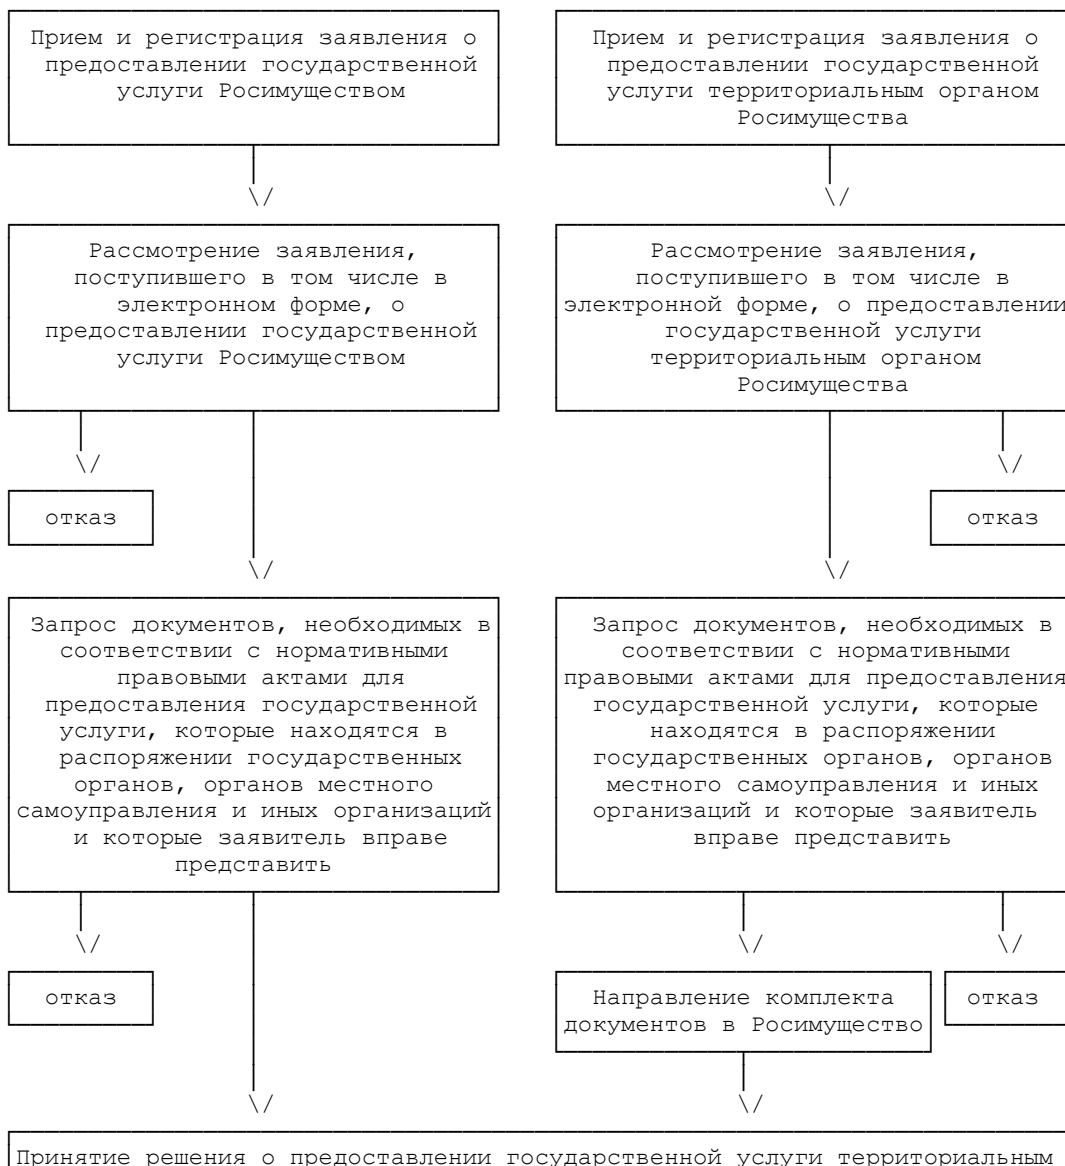 Прием и регистрация заявления о
предоставлении государственной
услуги Росимуществом
Прием и регистрация заявления о
предоставлении государственной
услуги территориальным органом
Росимущества
\/
\/
Рассмотрение заявления,
поступившего в том числе в
электронном форме, о
предоставлении государственной
услуги Росимуществом
Рассмотрение заявления,
поступившего в том числе в
электронной форме, о предоставлении
государственной услуги
территориальным органом
Росимущества
\/
\/
отказ
отказ
\/
\/
Запрос документов, необходимых в
соответствии с нормативными
правовыми актами для
предоставления государственной
услуги, которые находятся в
распоряжении государственных
органов, органов местного
самоуправления и иных организаций
и которые заявитель вправе
представить
Запрос документов, необходимых в
соответствии с нормативными
правовыми актами для предоставления
государственной услуги, которые
находятся в распоряжении
государственных органов, органов
местного самоуправления и иных
организаций и которые заявитель
вправе представить
\/
\/
\/
отказ
Направление комплекта
документов в Росимущество
отказ
\/
\/
Принятие решения о предоставлении государственной услуги территориальным